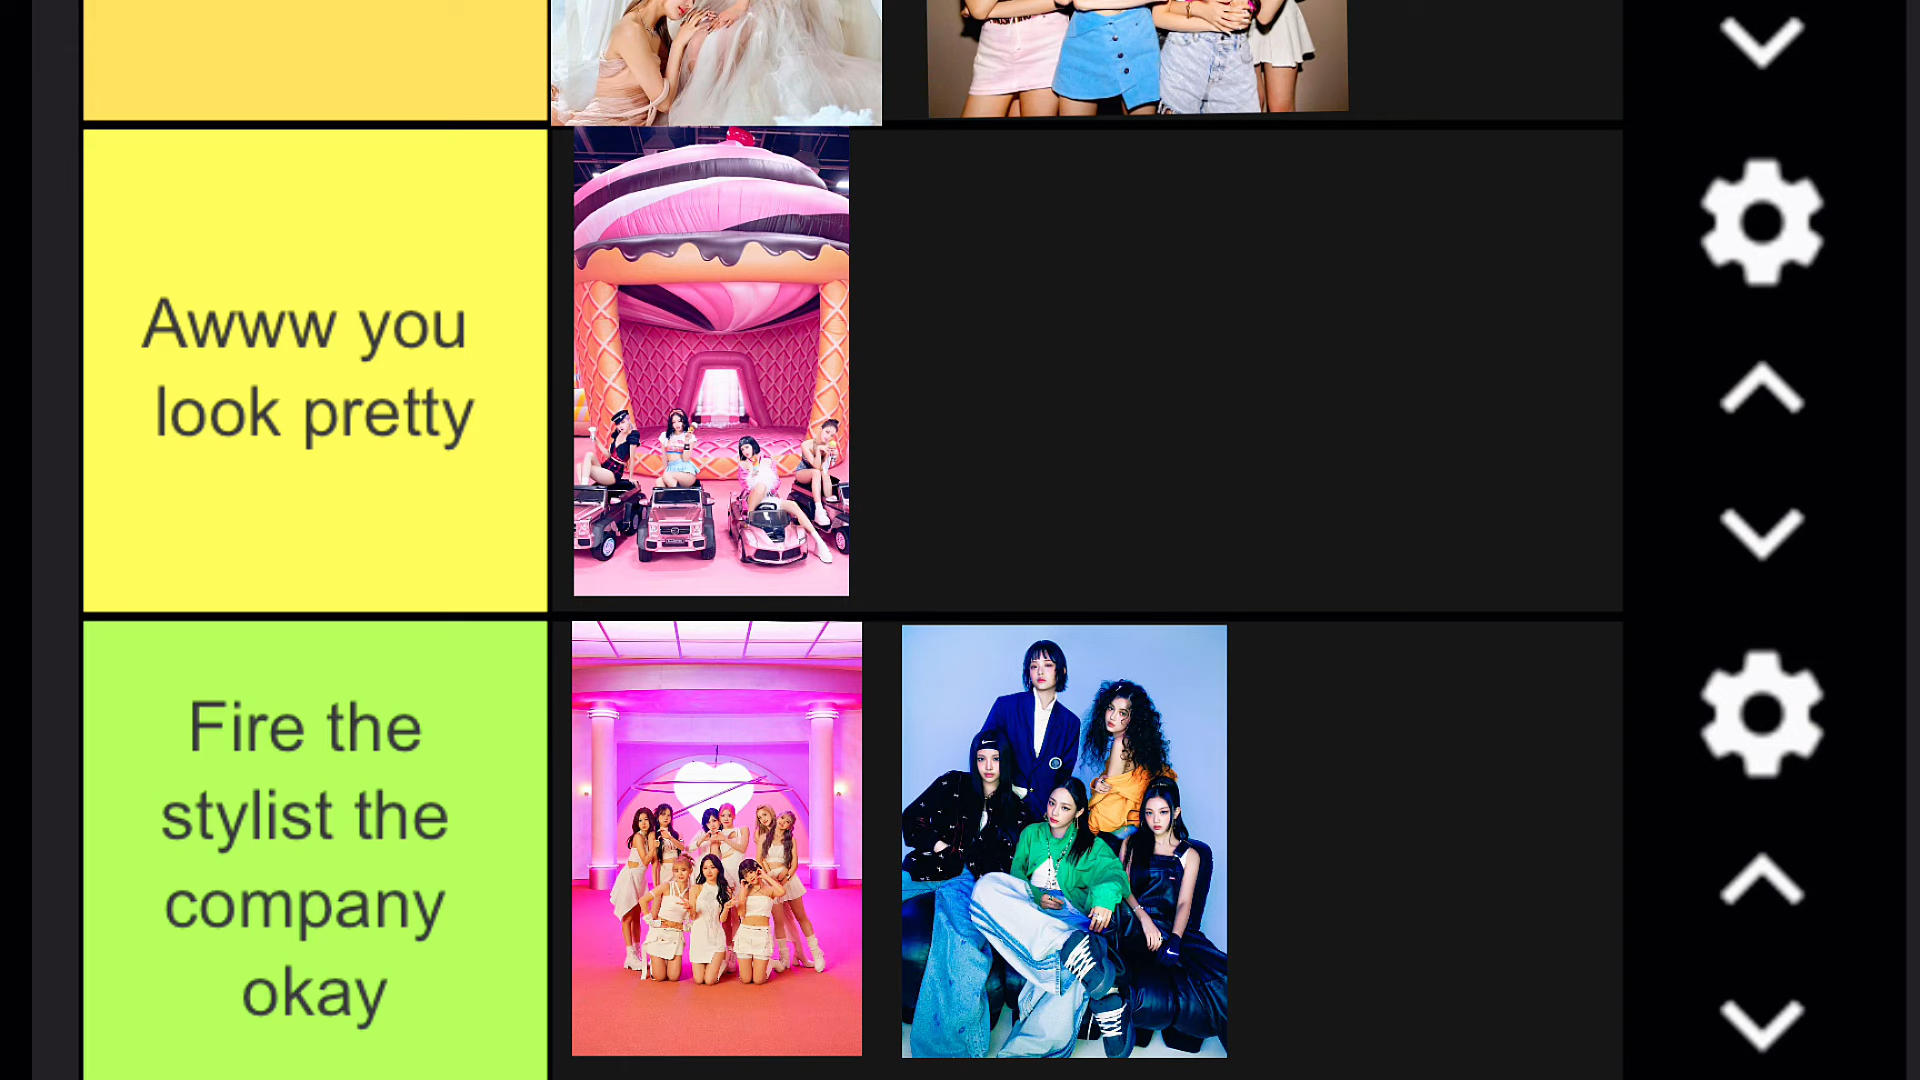 Awww you
look pretty
Fire the
stylist the
company
okay